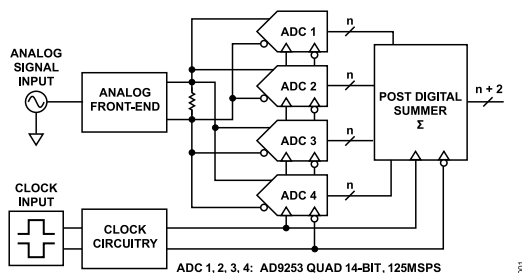 ANALOG
SIGNAL
INPUT
ANALOG
FRONT-END
ADC 1
n
ADC 2
n
ADC 3
n
ADC 4
n
POST DIGITAL
SUMMER
Σ
n + 2
CLOCK
INPUT
CLOCK
CIRCUITRY
ADC 1, 2, 3, 4: AD9253 QUAD 14-BIT, 125MSPS